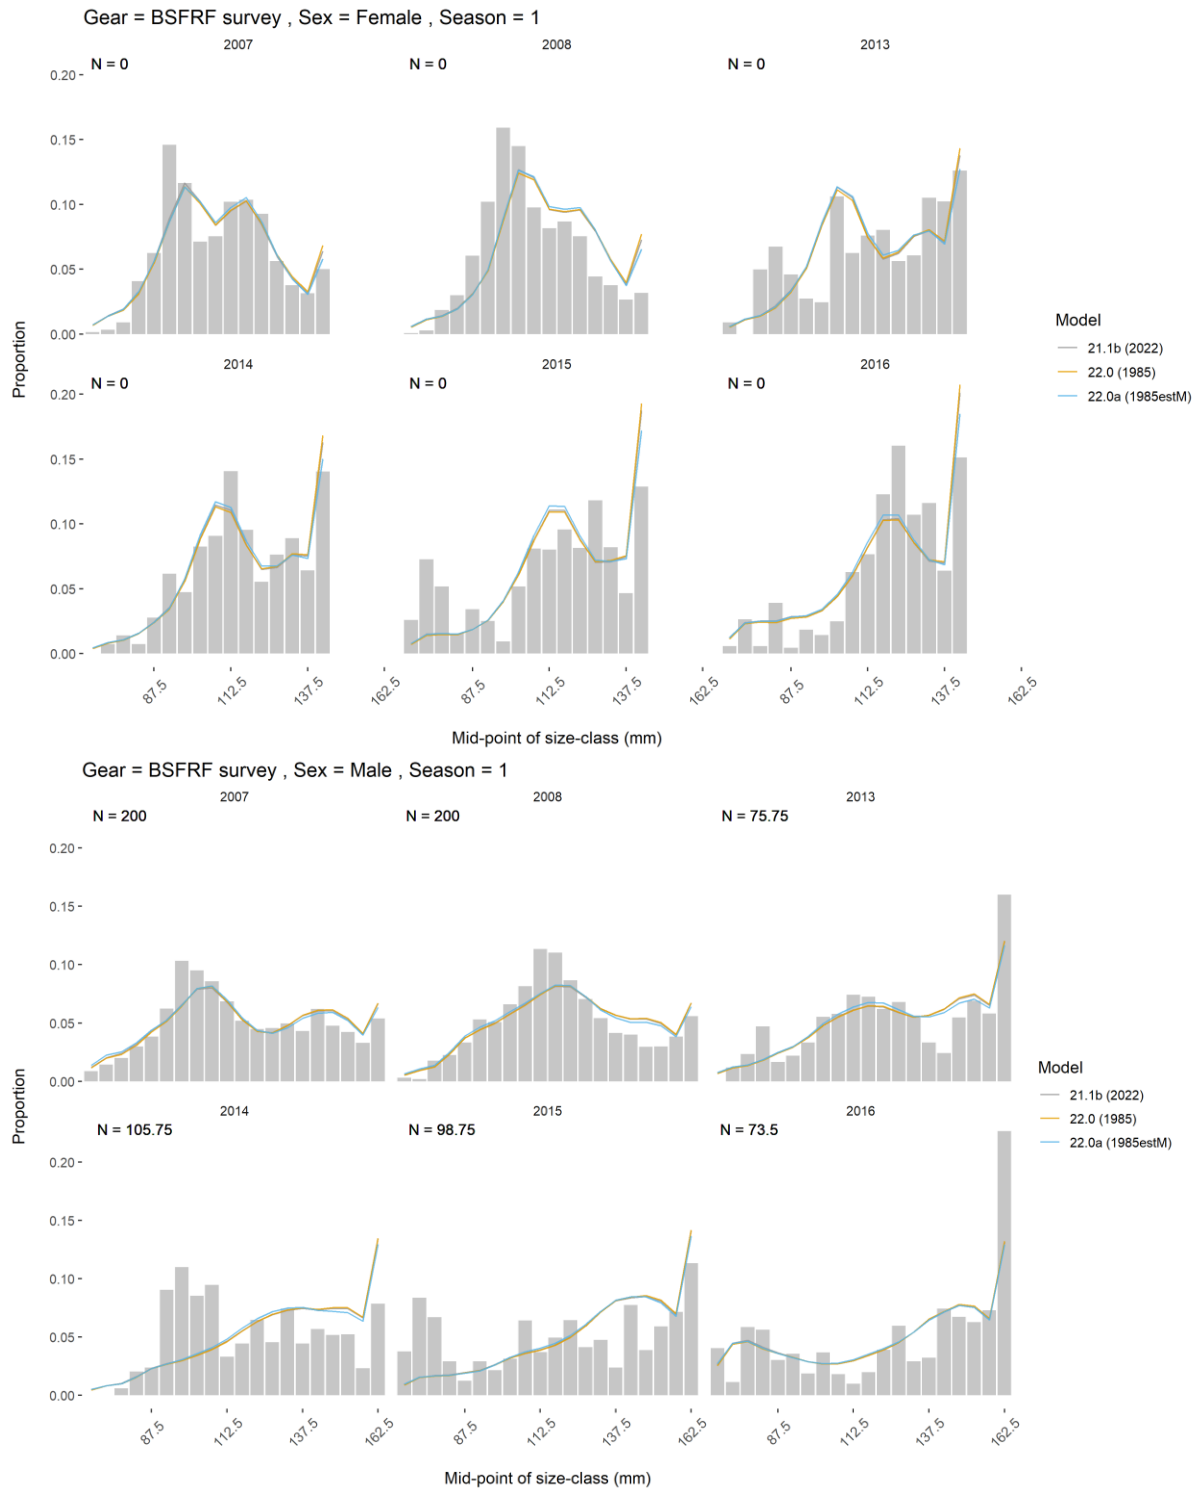 Gear = BSFRF survey , Sex = Female , Season = 1
2007
2008
2013
N = 0
N = 0
N = 0
0.20
0.15
0.10
0.05
0.00
2014
2015
2016
N = 0
N = 0
N = 0
0.20
0.15
0.10
0.05
0.00
87.5
112.5
137.5
162.5
87.5
112.5
137.5
162.5
87.5
112.5
137.5
162.5
Proportion
Mid-point of size-class (mm)
Model
21.1b (2022)
22.0 (1985)
22.0a (1985estM)
Gear = BSFRF survey , Sex = Male , Season = 1
2007
2008
2013
N = 200
N = 200
N = 75.75
0.20
0.15
0.10
0.05
0.00
2014
2015
2016
N = 105.75
N = 98.75
N = 73.5
0.20
0.15
0.10
0.05
0.00
87.5
112.5
137.5
162.5
87.5
112.5
137.5
162.5
87.5
112.5
137.5
162.5
Proportion
Mid-point of size-class (mm)
Model
21.1b (2022)
22.0 (1985)
22.0a (1985estM)